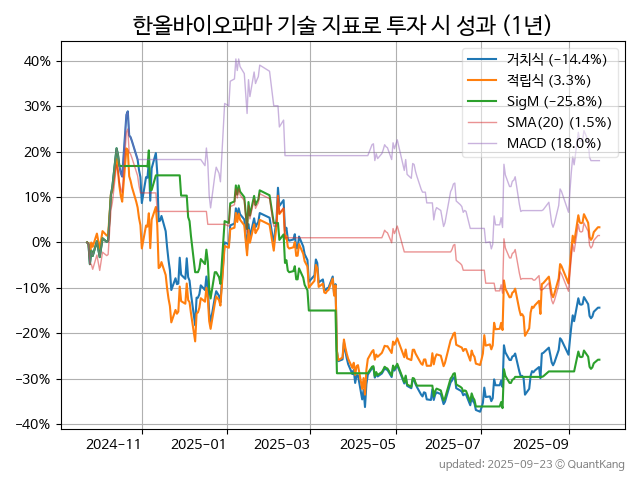 한올바이오파마 기술 지표로 투자 시 성과 (1년)
거치식 (−14.4%)
적립식 (3.3%)
SigM (−25.8%)
SMA(20) (1.5%)
MACD (18.0%)
40%
30%
20%
10%
0%
−10%
−20%
−30%
−40%
2024-11 2025-01 2025-03 2025-05 2025-07 2025-09
updated: 2025-09-23 ⓒ QuantKang